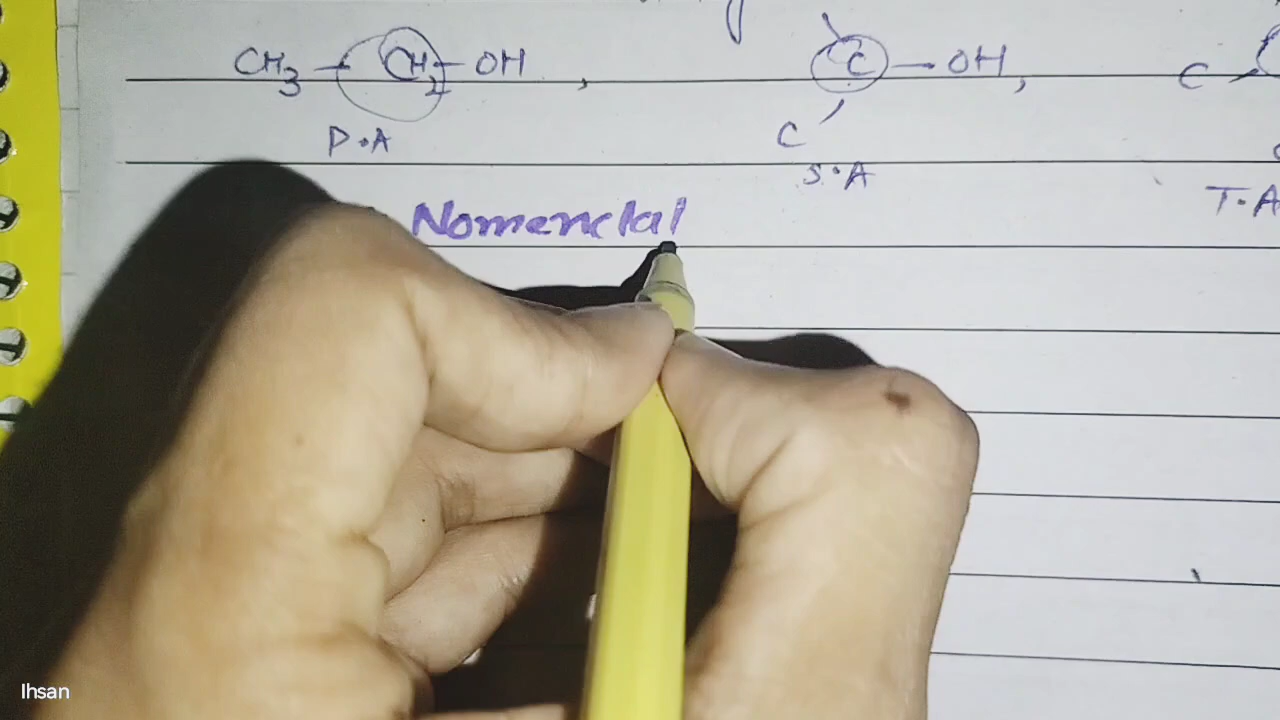 CH3 — CH2 — OH , C — OH , C
P.A C
S.A T.A
Nomenclat
Ihsan